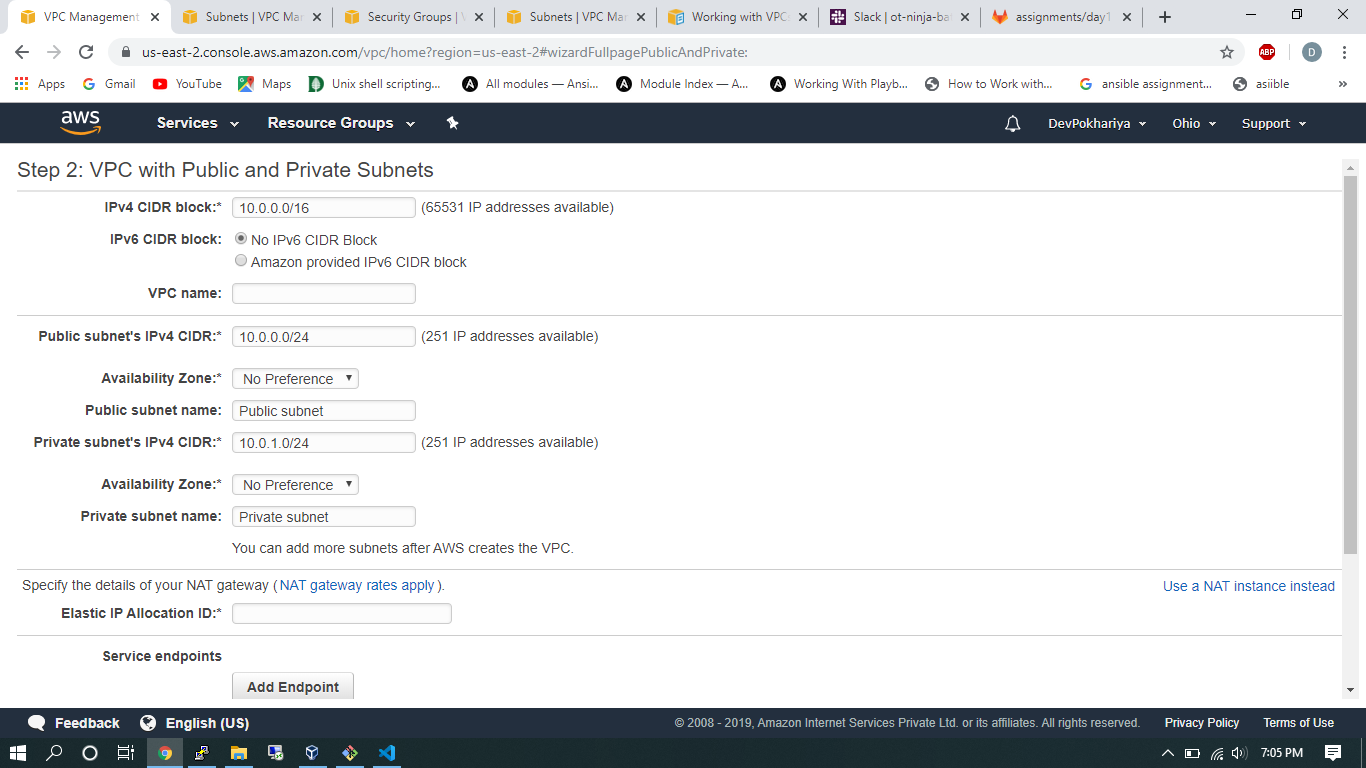 VPC Management
Subnets | VPC Mar
Security Groups | V
Subnets | VPC Mar
Working with VPCs
Slack | ot-ninja-ba
assignments/day1
us-east-2.console.aws.amazon.com/vpc/home?region=us-east-2#wizardFullpagePublicAndPrivate:
ABP
D
Apps
Gmail
YouTube
Maps
Unix shell scripting...
All modules — Ansi...
Module Index — A...
Working With Playb...
How to Work with...
ansible assignment...
asiible
»
aws
Services
Resource Groups
DevPokhariya
Ohio
Support
Step 2: VPC with Public and Private Subnets
IPv4 CIDR block:* 10.0.0.0/16 (65531 IP addresses available)
IPv6 CIDR block: No IPv6 CIDR Block
Amazon provided IPv6 CIDR block
VPC name:
Public subnet's IPv4 CIDR:* 10.0.0.0/24 (251 IP addresses available)
Availability Zone:* No Preference
Public subnet name: Public subnet
Private subnet's IPv4 CIDR:* 10.0.1.0/24 (251 IP addresses available)
Availability Zone:* No Preference
Private subnet name: Private subnet
You can add more subnets after AWS creates the VPC.
Specify the details of your NAT gateway (NAT gateway rates apply). Use a NAT instance instead
Elastic IP Allocation ID:*
Service endpoints
Add Endpoint
Feedback
English (US)
© 2008 - 2019, Amazon Internet Services Private Ltd. or its affiliates. All rights reserved.
Privacy Policy
Terms of Use
7:05 PM